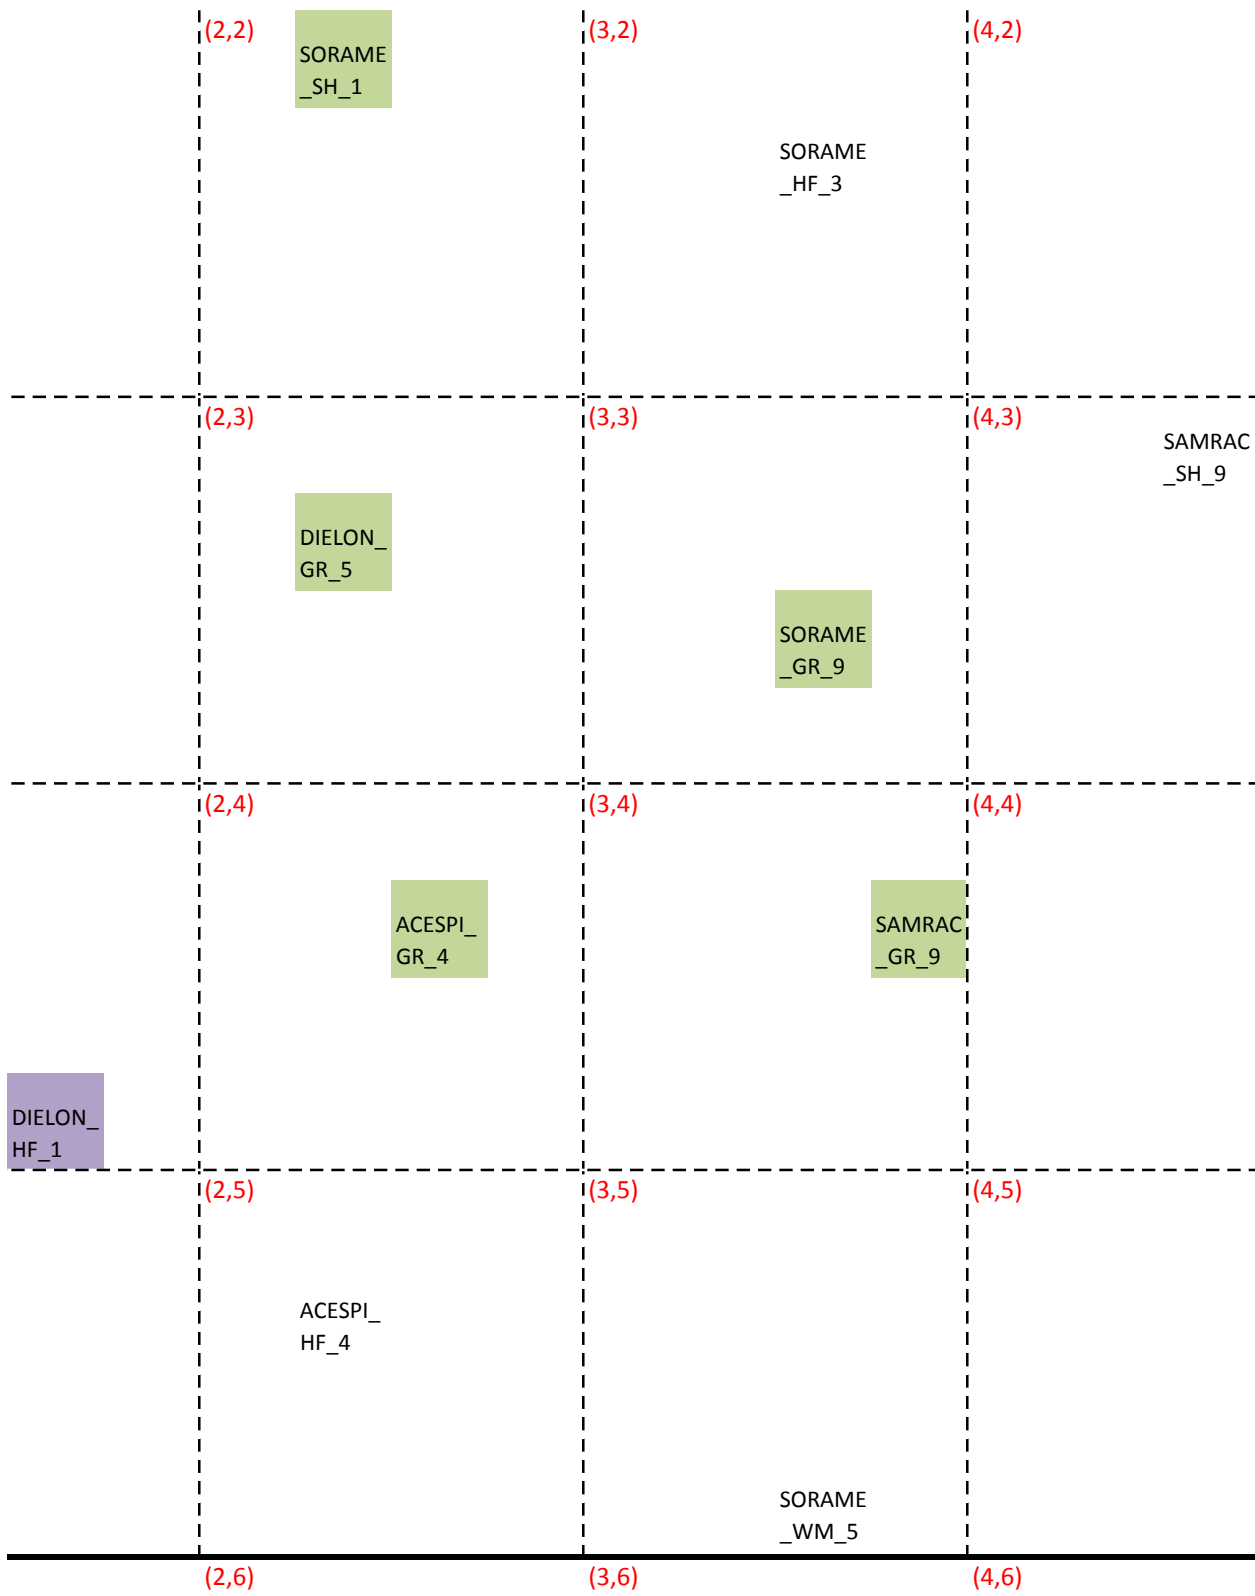 (2,2)
(3,2)
(4,2)
SORAME
_SH_1
SORAME
_HF_3
(2,3)
(3,3)
(4,3)
SAMRAC
_SH_9
DIELON_
GR_5
SORAME
_GR_9
(2,4)
(3,4)
(4,4)
ACESPI_
GR_4
SAMRAC
_GR_9
DIELON_
HF_1
(2,5)
(3,5)
(4,5)
ACESPI_
HF_4
SORAME
_WM_5
(2,6)
(3,6)
(4,6)